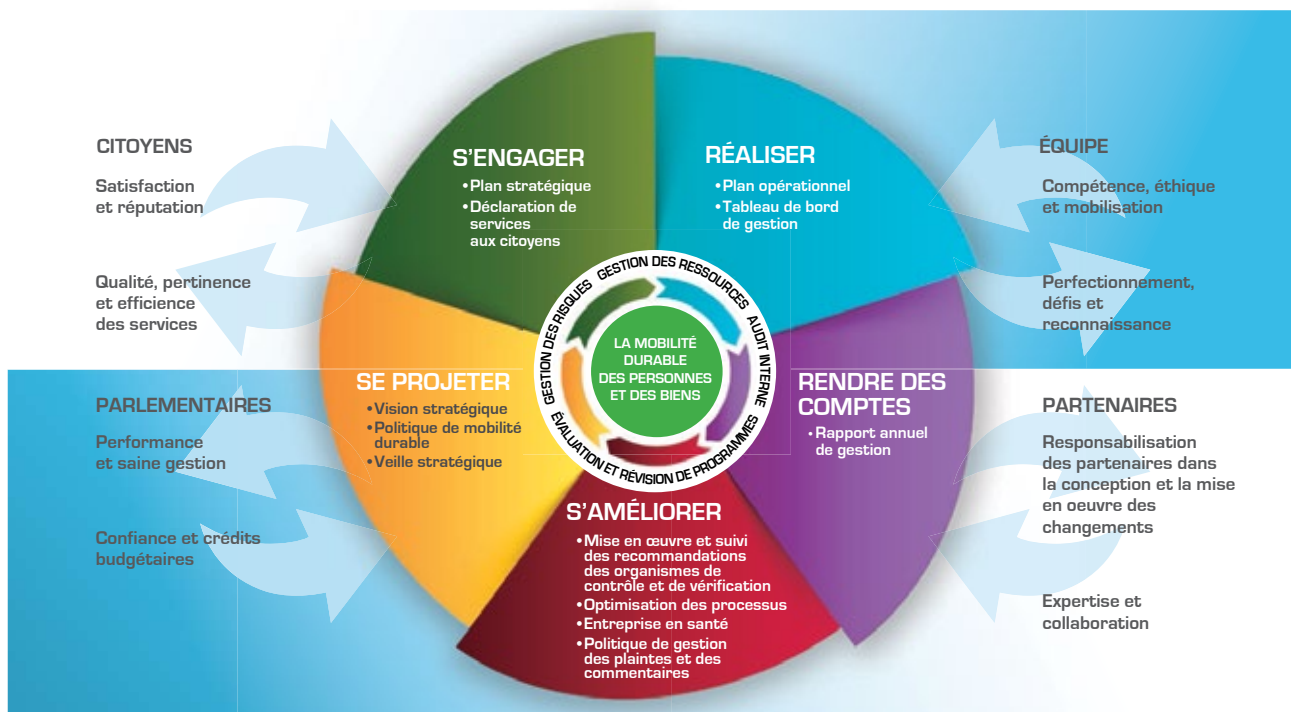 CITOYENS
Satisfaction
et réputation
Qualité, pertinence
et efficience
des services
PARLEMENTAIRES
Performance
et saine gestion
Confiance et crédits
budgétaires
S'ENGAGER
•Plan stratégique
•Déclaration de
services
aux citoyens
RÉALISER
•Plan opérationnel
•Tableau de bord
de gestion
SE PROJETER
•Vision stratégique
•Politique de mobilité
durable
•Veille stratégique
GESTION DES RISQUES
GESTION DES RESSOURCES
AUDIT INTERNE
ÉVALUATION ET RÉVISION DE PROGRAMMES
LA MOBILITÉ
DURABLE
DES PERSONNES
ET DES BIENS
RENDRE DES
COMPTES
• Rapport annuel
de gestion
S'AMÉLIORER
•Mise en œuvre et suivi
des recommandations
des organismes de
contrôle et de vérification
•Optimisation des processus
•Entreprise en santé
•Politique de gestion
des plaintes et des
commentaires
ÉQUIPE
Compétence, éthique
et mobilisation
Perfectionnement,
défis et
reconnaissance
PARTENAIRES
Responsabilisation
des partenaires dans
la conception et la mise
en oeuvre des
changements
Expertise et
collaboration